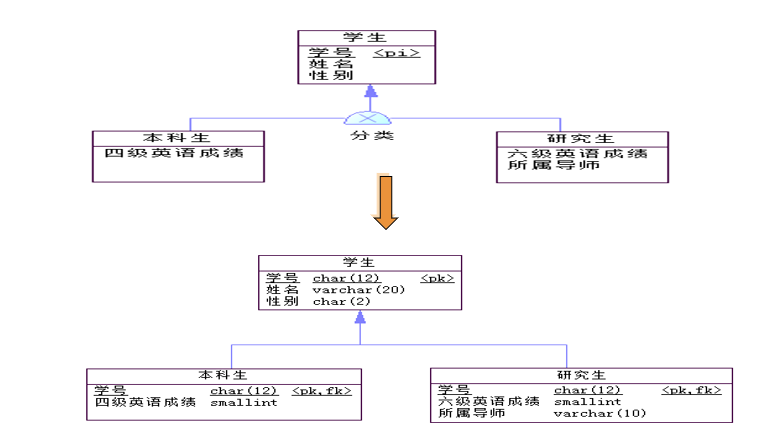 学生
学号 <pi>
姓名
性别
分类
本科生
四级英语成绩
研究生
六级英语成绩
所属导师
学生
学号 char(12) <pk>
姓名 varchar(20)
性别 char(2)
本科生
学号 char(12) <pk,fk>
四级英语成绩 smallint
研究生
学号 char(12) <pk,fk>
六级英语成绩 smallint
所属导师 varchar(10)